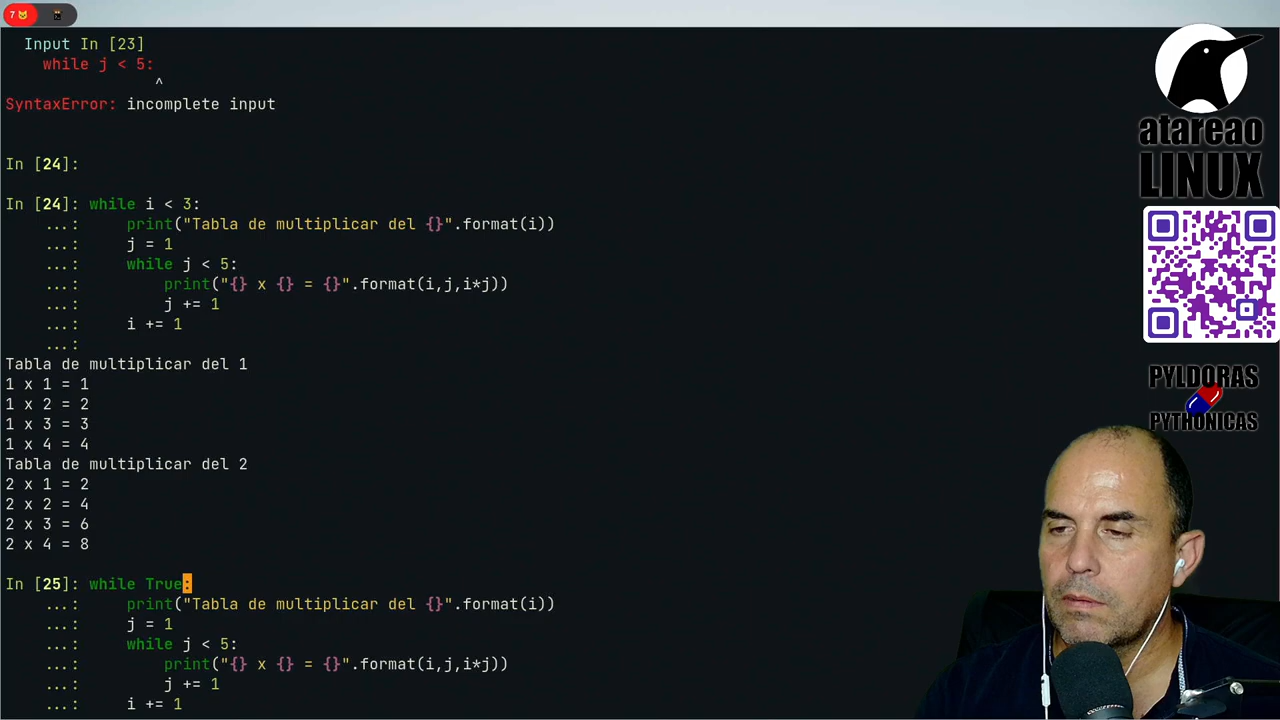 7
Input In [23]
while j < 5:
^
SyntaxError: incomplete input
In [24]:
In [24]: while i < 3:
...: print("Tabla de multiplicar del {}".format(i))
...: j = 1
...: while j < 5:
...: print("{} x {} = {}".format(i,j,i*j))
...: j += 1
...: i += 1
...:
Tabla de multiplicar del 1
1 x 1 = 1
1 x 2 = 2
1 x 3 = 3
1 x 4 = 4
Tabla de multiplicar del 2
2 x 1 = 2
2 x 2 = 4
2 x 3 = 6
2 x 4 = 8
In [25]: while True:
...: print("Tabla de multiplicar del {}".format(i))
...: j = 1
...: while j < 5:
...: print("{} x {} = {}".format(i,j,i*j))
...: j += 1
...: i += 1
atareao
LINUX
PYLDORAS
PYTHONICAS